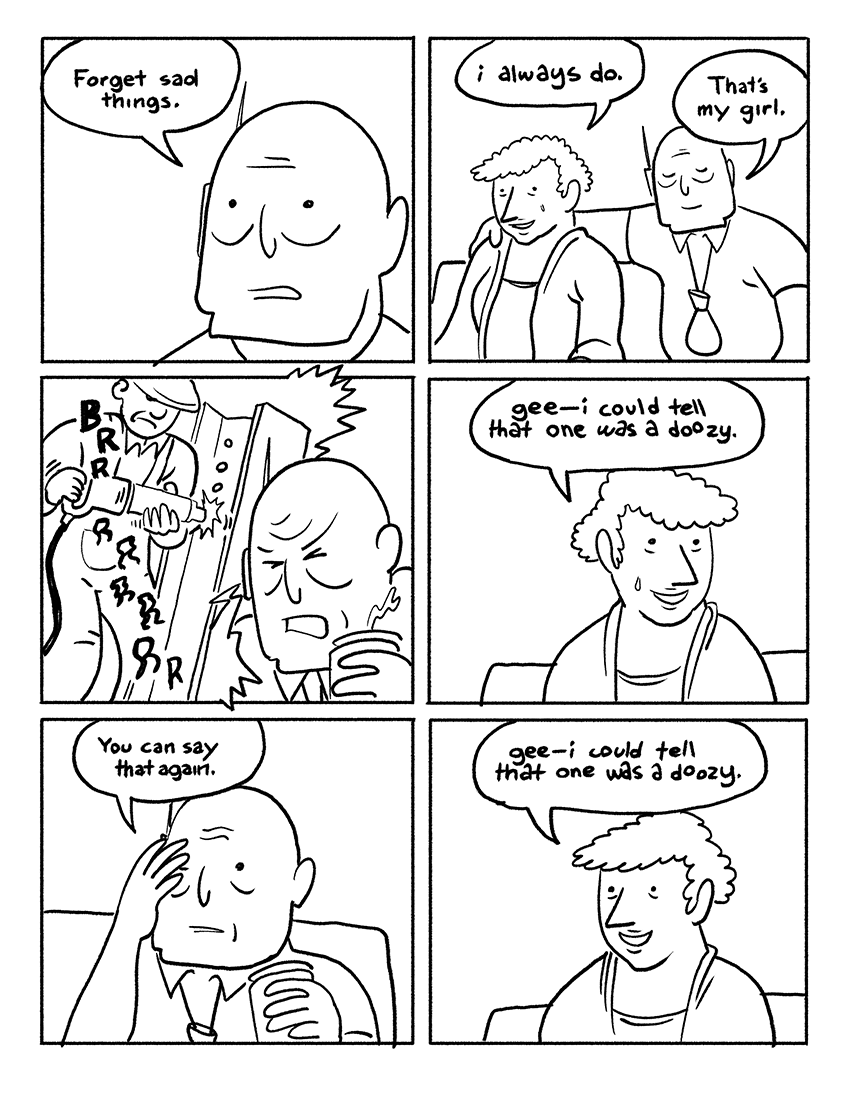 Forget sad
things.
i always do.
That's
my girl.
BRRRRRRRR
gee—i could tell
that one was a doozy.
You can say
that again.
gee—i could tell
that one was a doozy.